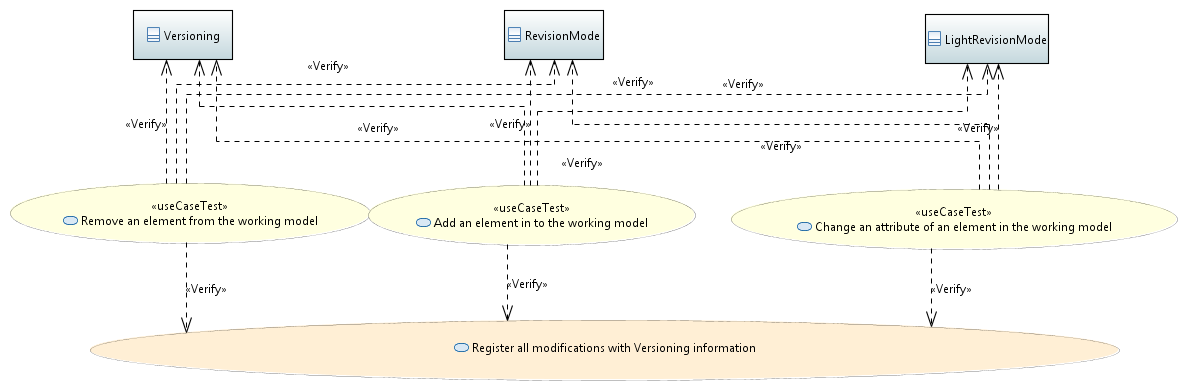 Versioning
RevisionMode
LightRevisionMode
«Verify»
«Verify»
«Verify»
«Verify»
«Verify»
«Verify»
«Verify»
«Verify»
«Verify»
«useCaseTest»
Remove an element from the working model
«useCaseTest»
Add an element in to the working model
«useCaseTest»
Change an attribute of an element in the working model
«Verify»
«Verify»
«Verify»
Register all modifications with Versioning information